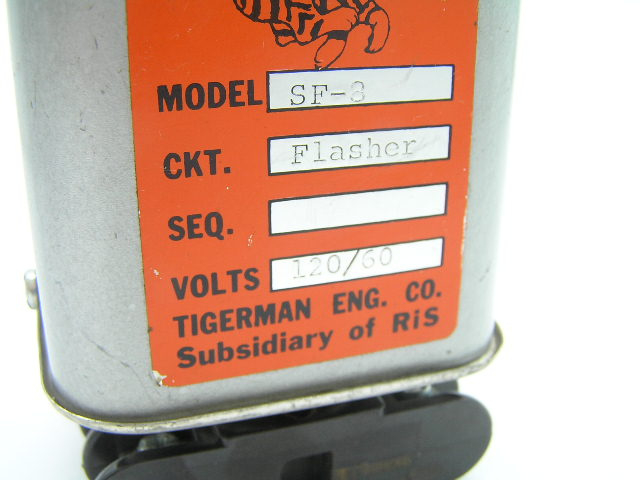 MODEL SF-8
CKT. Flasher
SEQ.
VOLTS 120/60
TIGERMAN ENG. CO.
Subsidiary of RiS